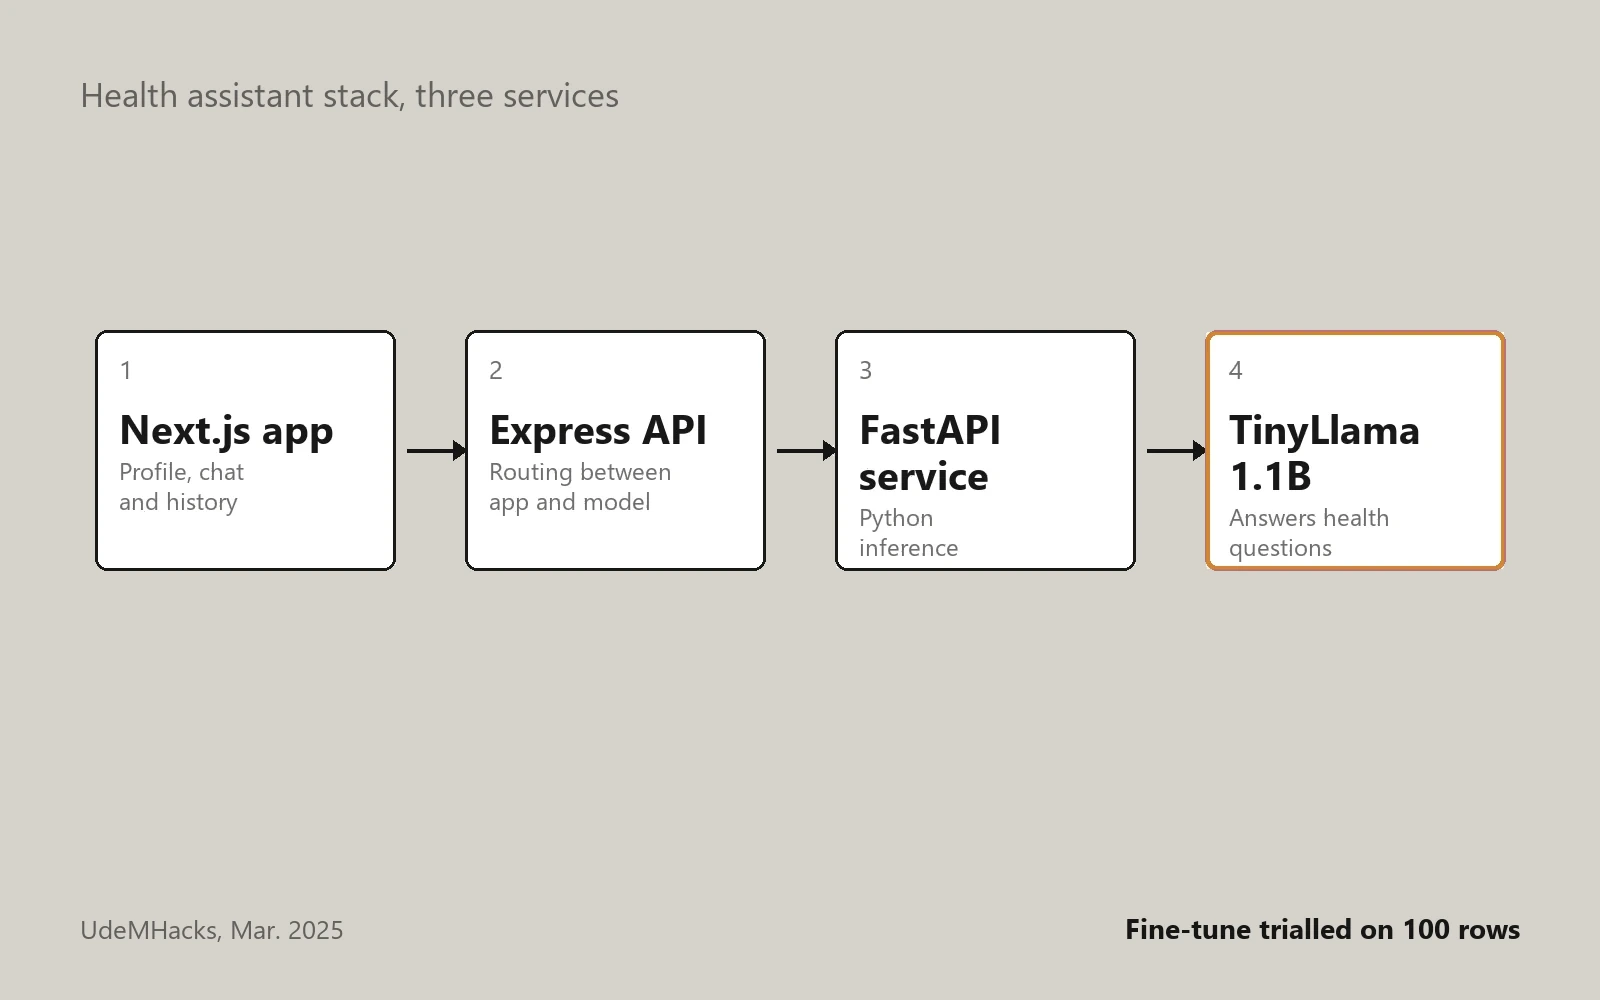 Health assistant stack, three services
1
Next.js app
Profile, chat
and history
2
Express API
Routing between
app and model
3
FastAPI
service
Python
inference
4
TinyLlama
1.1B
Answers health
questions
UdeMHacks, Mar. 2025
Fine-tune trialled on 100 rows